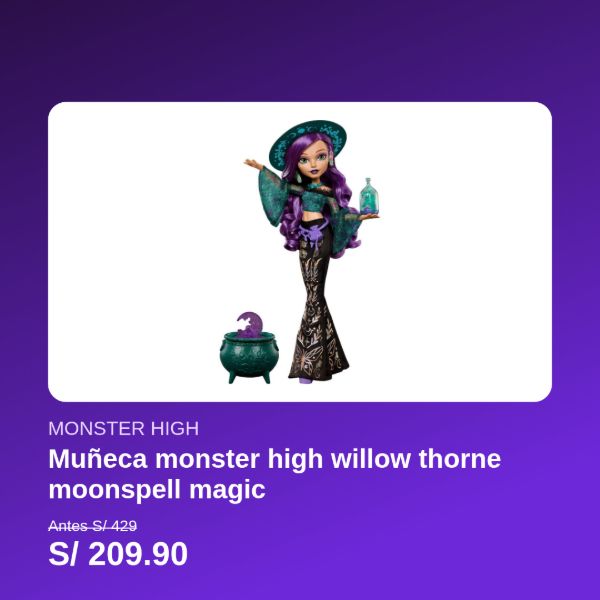 MONSTER HIGH
Muñeca monster high willow thorne
moonspell magic
Antes S/ 429
S/ 209.90